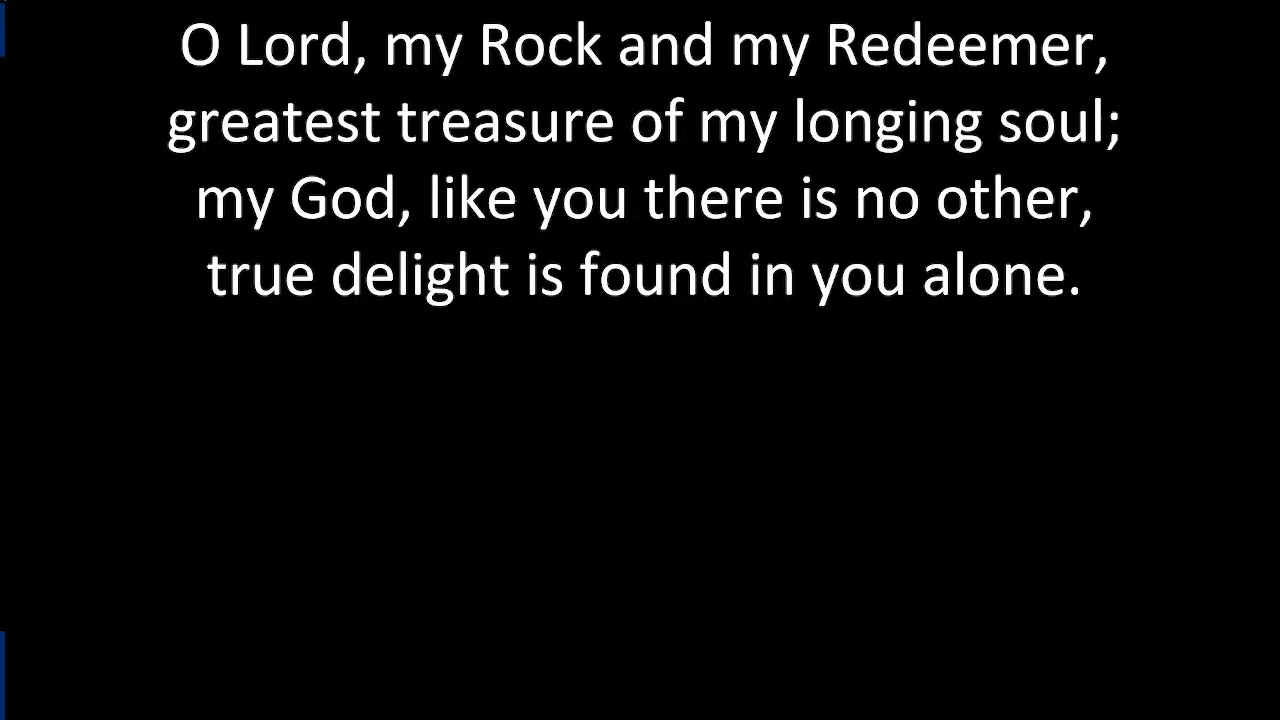 O Lord, my Rock and my Redeemer,
greatest treasure of my longing soul;
my God, like you there is no other,
true delight is found in you alone.